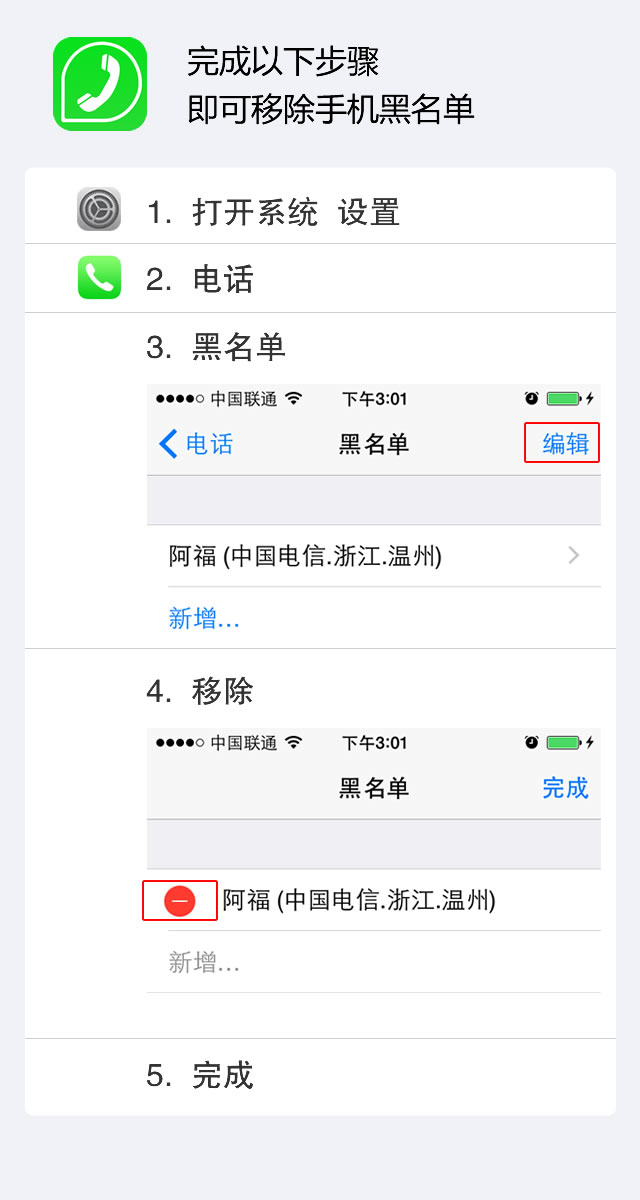 完成以下步骤
即可移除手机黑名单
1. 打开系统 设置
2. 电话
3. 黑名单
中国联通 下午3:01
电话 黑名单 编辑
阿福 (中国电信.浙江.温州)
新增...
4. 移除
中国联通 下午3:01
黑名单 完成
阿福 (中国电信.浙江.温州)
新增...
5. 完成